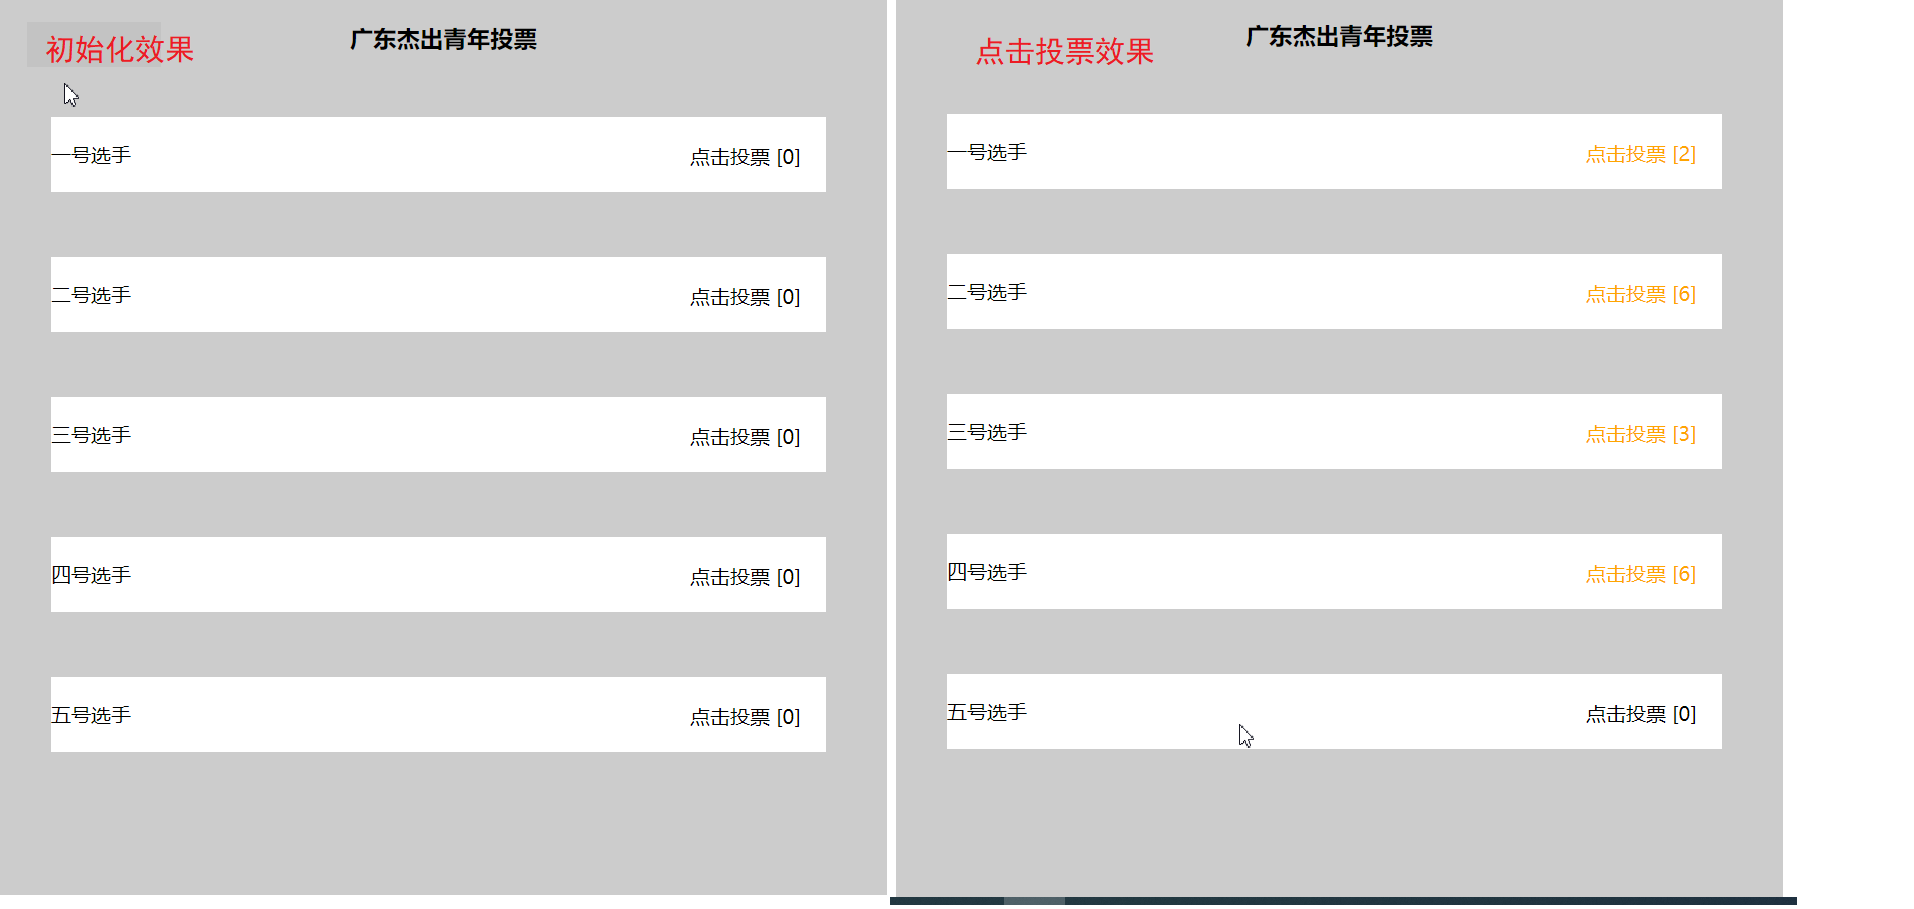 初始化效果
广东杰出青年投票
一号选手
点击投票 [0]
二号选手
点击投票 [0]
三号选手
点击投票 [0]
四号选手
点击投票 [0]
五号选手
点击投票 [0]
点击投票效果
广东杰出青年投票
一号选手
点击投票 [2]
二号选手
点击投票 [6]
三号选手
点击投票 [3]
四号选手
点击投票 [6]
五号选手
点击投票 [0]